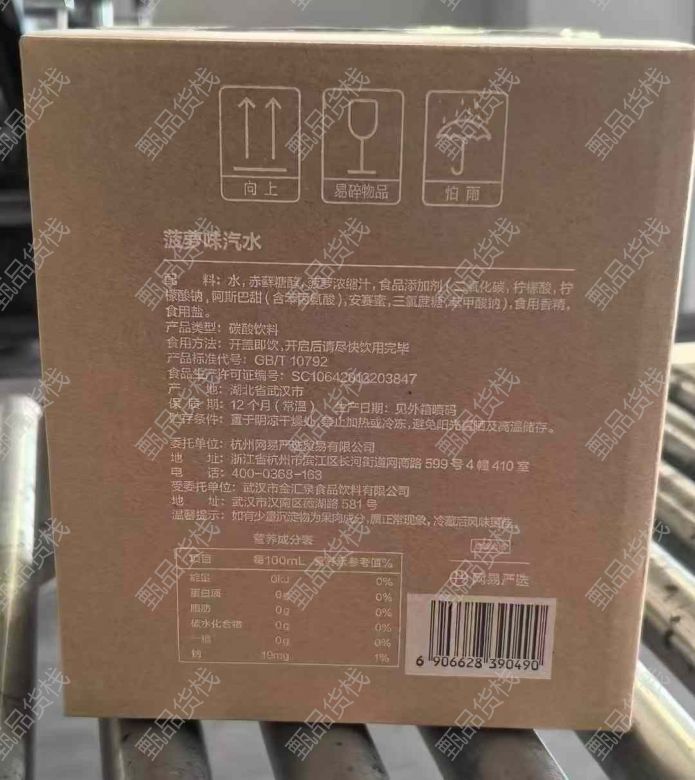 向上
易碎物品
怕雨
菠萝味汽水
配 料：水，赤藓糖醇，菠萝浓缩汁，食品添加剂（二氧化碳，柠檬酸，柠
檬酸钠，阿斯巴甜（含苯丙氨酸），安赛蜜，三氯蔗糖，苯甲酸钠），食用香精，
食用盐。
产品类型：碳酸饮料
食用方法：开盖即饮，开启后请尽快饮用完毕
产品标准代号：GB/T 10792
食品生产许可证编号：SC10642013203847
产 地：湖北省武汉市
保 质 期：12个月（常温） 生产日期：见外箱喷码
贮存条件：置于阴凉干燥处，禁止加热或冷冻，避免阳光直晒及高温储存。
委托单位：杭州网易严选贸易有限公司
地 址：浙江省杭州市滨江区长河街道网商路599号4幢410室
电 话：400-0368-163
受委托单位：武汉市金汇泉食品饮料有限公司
地 址：武汉市汉南区薇湖路581号
温馨提示：如有少量沉淀物为果肉成分，属正常现象，冷藏后风味更佳
营养成分表
项目 每100mL 营养素参考值%
能量 0kJ 0%
蛋白质 0g 0%
脂肪 0g 0%
碳水化合物 0g 0%
—糖 0g 0%
钠 19mg 1%
网易严选
6 906628 390490
甄品货栈